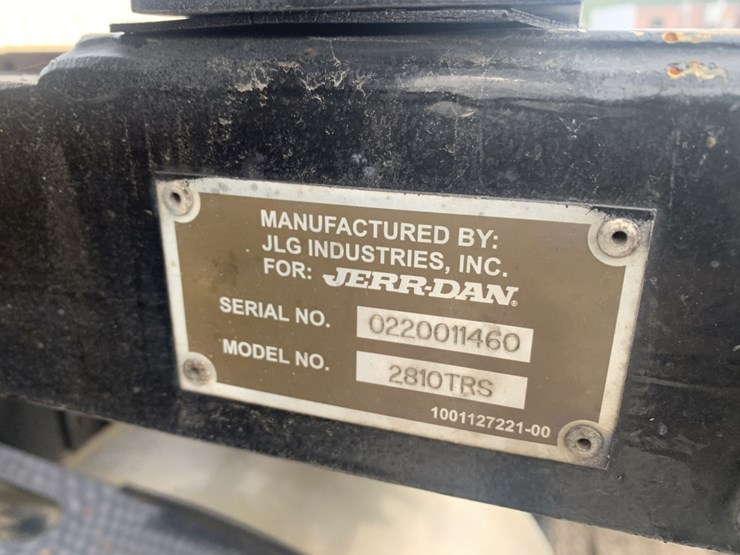 MANUFACTURED BY:
JLG INDUSTRIES, INC.
FOR: JERR-DAN®
SERIAL NO. 0220011460
MODEL NO. 2810TRS
1001127221-00